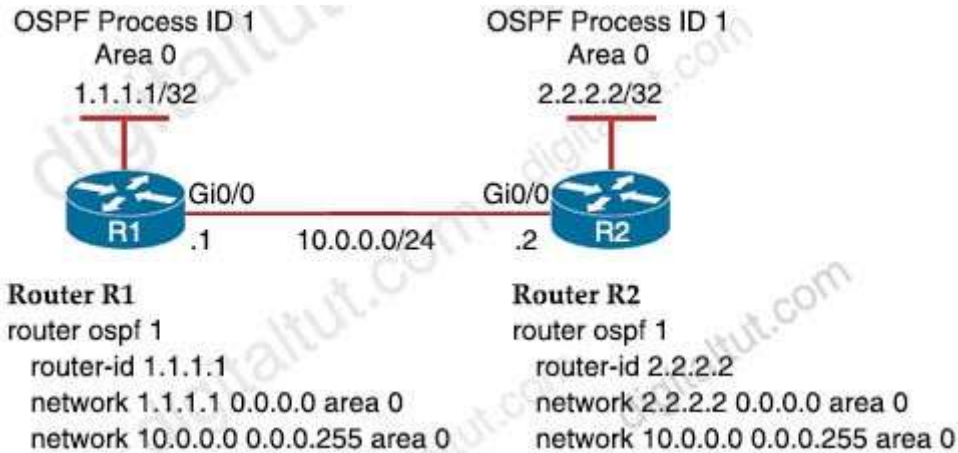 OSPF Process ID 1
Area 0
1.1.1.1/32
OSPF Process ID 1
Area 0
2.2.2.2/32
Gi0/0
Gi0/0
R1
R2
.1
10.0.0.0/24
.2
Router R1
router ospf 1
router-id 1.1.1.1
network 1.1.1.1 0.0.0.0 area 0
network 10.0.0.0 0.0.0.255 area 0
Router R2
router ospf 1
router-id 2.2.2.2
network 2.2.2.2 0.0.0.0 area 0
network 10.0.0.0 0.0.0.255 area 0
digitaltut.com